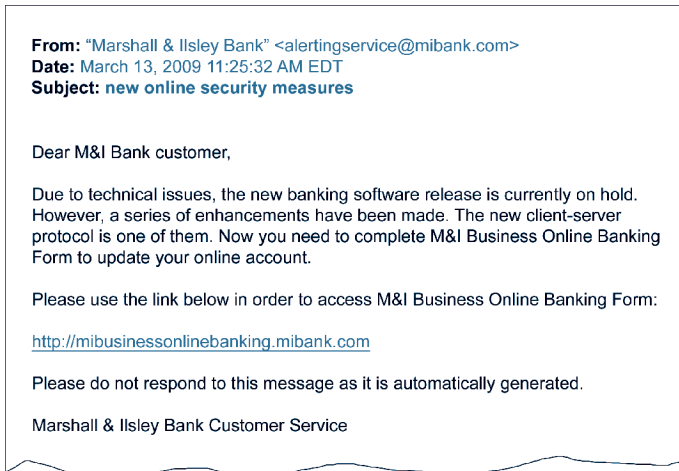 From: “Marshall & Ilsley Bank” <alertingservice@mibank.com>
Date: March 13, 2009 11:25:32 AM EDT
Subject: new online security measures
Dear M&I Bank customer,
Due to technical issues, the new banking software release is currently on hold.
However, a series of enhancements have been made. The new client-server
protocol is one of them. Now you need to complete M&I Business Online Banking
Form to update your online account.
Please use the link below in order to access M&I Business Online Banking Form:
http://mibusinessonlinebanking.mibank.com
Please do not respond to this message as it is automatically generated.
Marshall & Ilsley Bank Customer Service